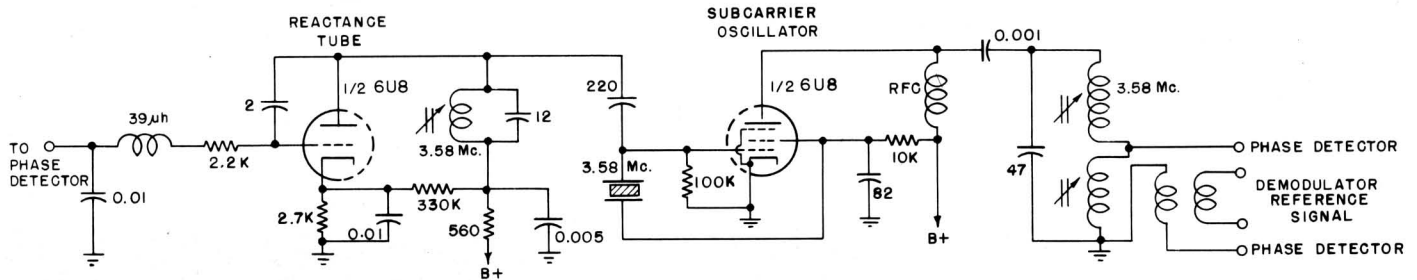 REACTANCE
TUBE
SUBCARRIER
OSCILLATOR
0.001
1/2 6U8
220
1/2 6U8
RFC
3.58 Mc.
2
12
39µh
TO
PHASE
DETECTOR
2.2K
3.58 Mc.
3.58 Mc.
100K
10K
47
PHASE DETECTOR
0.01
82
DEMODULATOR
REFERENCE
SIGNAL
2.7K
330K
0.01
560
0.005
B+
B+
PHASE DETECTOR